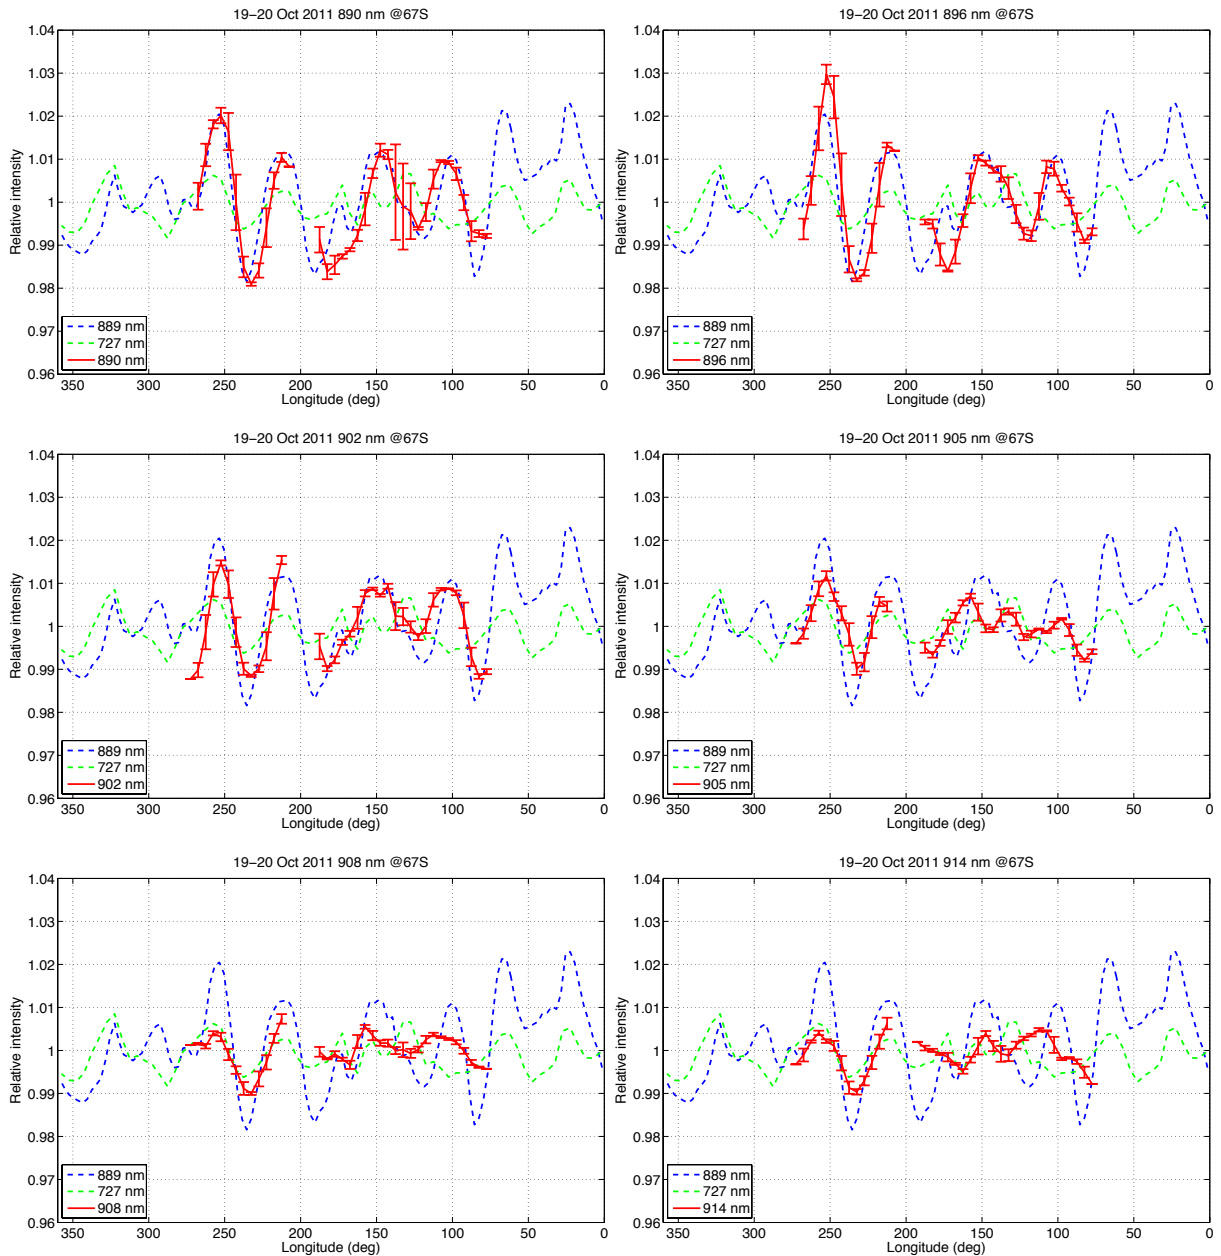 19−20 Oct 2011 890 nm @67S
1.04
1.03
1.02
1.01
1
0.99
0.98
0.97
0.96
Relative intensity
889 nm
727 nm
890 nm
350 300 250 200 150 100 50 0
Longitude (deg)
19−20 Oct 2011 896 nm @67S
1.04
1.03
1.02
1.01
1
0.99
0.98
0.97
0.96
Relative intensity
889 nm
727 nm
896 nm
350 300 250 200 150 100 50 0
Longitude (deg)
19−20 Oct 2011 902 nm @67S
1.04
1.03
1.02
1.01
1
0.99
0.98
0.97
0.96
Relative intensity
889 nm
727 nm
902 nm
350 300 250 200 150 100 50 0
Longitude (deg)
19−20 Oct 2011 905 nm @67S
1.04
1.03
1.02
1.01
1
0.99
0.98
0.97
0.96
Relative intensity
889 nm
727 nm
905 nm
350 300 250 200 150 100 50 0
Longitude (deg)
19−20 Oct 2011 908 nm @67S
1.04
1.03
1.02
1.01
1
0.99
0.98
0.97
0.96
Relative intensity
889 nm
727 nm
908 nm
350 300 250 200 150 100 50 0
Longitude (deg)
19−20 Oct 2011 914 nm @67S
1.04
1.03
1.02
1.01
1
0.99
0.98
0.97
0.96
Relative intensity
889 nm
727 nm
914 nm
350 300 250 200 150 100 50 0
Longitude (deg)